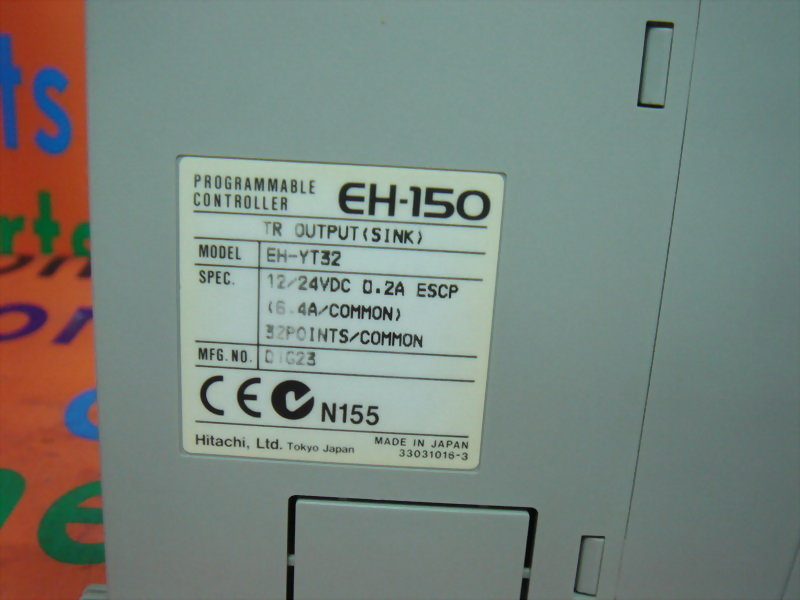 PROGRAMMABLE
CONTROLLER
EH-150
TR OUTPUT(SINK)
MODEL EH-YT32
SPEC. 12/24VDC 0.2A ESCP
(6.4A/COMMON)
32POINTS/COMMON
MFG.NO.
CE N155
Hitachi, Ltd. Tokyo Japan
MADE IN JAPAN
33031016-3